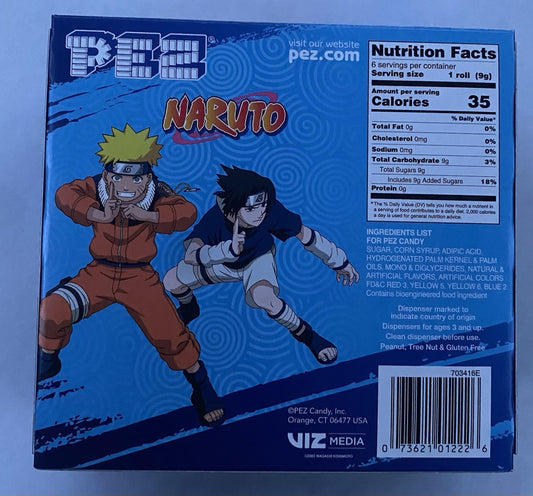 PEZ
visit our website
pez.com
NARUTO
Nutrition Facts
6 servings per container
Serving size 1 roll (9g)
Amount per serving
Calories 35
% Daily Value*
Total Fat 0g 0%
Cholesterol 0mg 0%
Sodium 0mg 0%
Total Carbohydrate 9g 3%
Total Sugars 9g
Includes 9g Added Sugars 18%
Protein 0g
*The % Daily Value (DV) tells you how much a nutrient in
a serving of food contributes to a daily diet. 2,000 calories
a day is used for general nutrition advice.
INGREDIENTS LIST
FOR PEZ CANDY
SUGAR, CORN SYRUP, ADIPIC ACID,
HYDROGENATED PALM KERNEL & PALM
OILS, MONO & DIGLYCERIDES, NATURAL &
ARTIFICIAL FLAVORS, ARTIFICIAL COLORS
FD&C RED 3, YELLOW 5, YELLOW 6, BLUE 2
Contains bioengineered food ingredient
Dispenser marked to
indicate country of origin
Dispensers for ages 3 and up.
Clean dispenser before use.
Peanut, Tree Nut & Gluten Free
703416E
©PEZ Candy, Inc.
Orange, CT 06477 USA
VIZ MEDIA
©2002 MASASHI KISHIMOTO
0 73621 01222 6